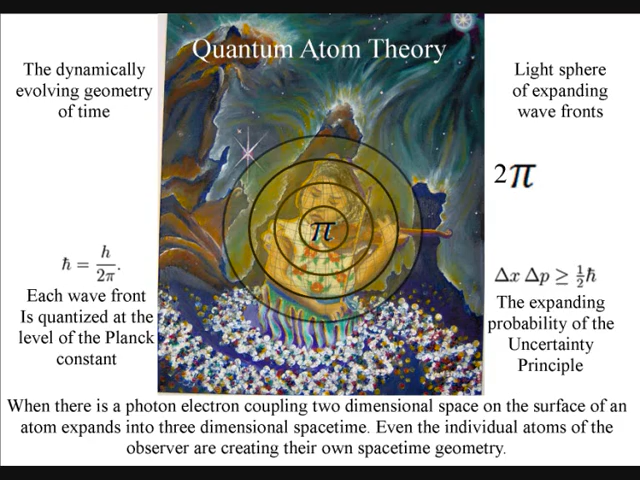 Quantum Atom Theory
The dynamically
evolving geometry
of time
Light sphere
of expanding
wave fronts
2π
π
ħ = h/2π.
Each wave front
Is quantized at the
level of the Planck
constant
Δx Δp ≥ ½ħ
The expanding
probability of the
Uncertainty
Principle
When there is a photon electron coupling two dimensional space on the surface of an
atom expands into three dimensional spacetime. Even the individual atoms of the
observer are creating their own spacetime geometry.